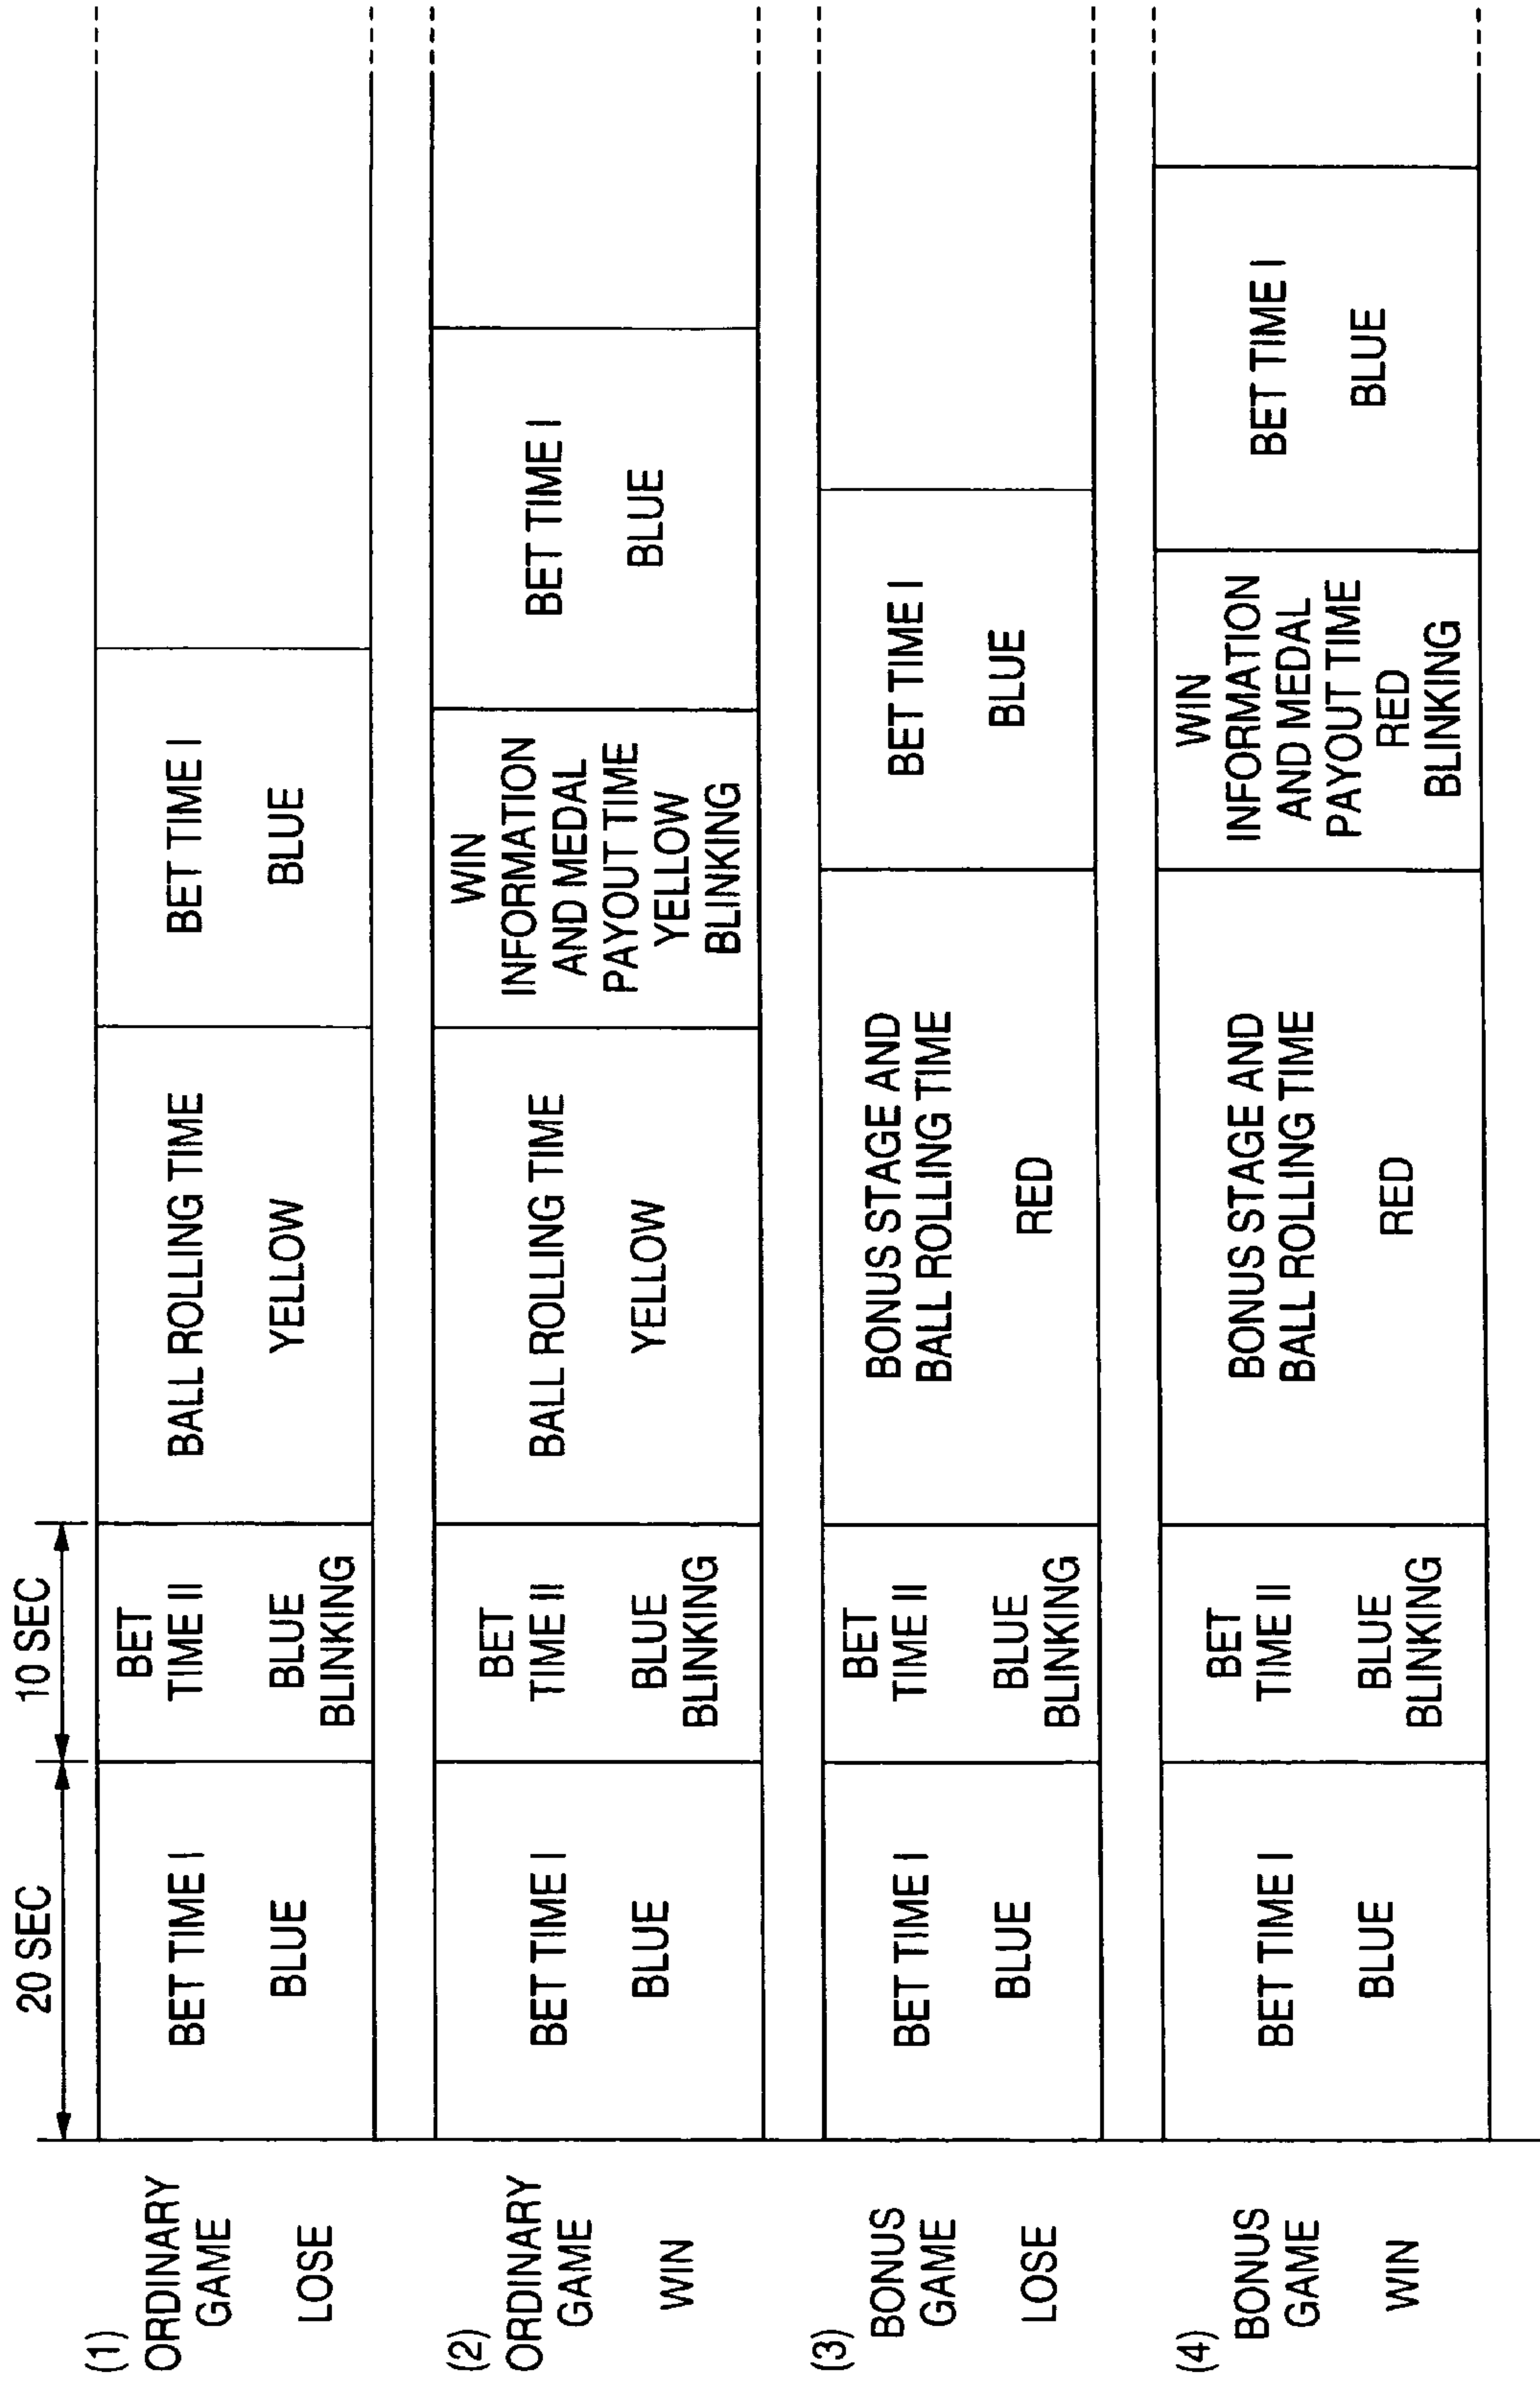 20 SEC
10 SEC
(1)
ORDINARY
GAME
LOSE
BET TIME I
BLUE
BET
TIME II
BLUE
BLINKING
BALL ROLLING TIME
YELLOW
BET TIME I
BLUE
(2)
ORDINARY
GAME
WIN
BET TIME I
BLUE
BET
TIME II
BLUE
BLINKING
BALL ROLLING TIME
YELLOW
WIN
INFORMATION
AND MEDAL
PAYOUT TIME
YELLOW
BLINKING
BET TIME I
BLUE
(3)
BONUS
GAME
LOSE
BET TIME I
BLUE
BET
TIME II
BLUE
BLINKING
BONUS STAGE AND
BALL ROLLING TIME
RED
BET TIME I
BLUE
(4)
BONUS
GAME
WIN
BET TIME I
BLUE
BET
TIME II
BLUE
BLINKING
BONUS STAGE AND
BALL ROLLING TIME
RED
WIN
INFORMATION
AND MEDAL
PAYOUT TIME
RED
BLINKING
BET TIME I
BLUE